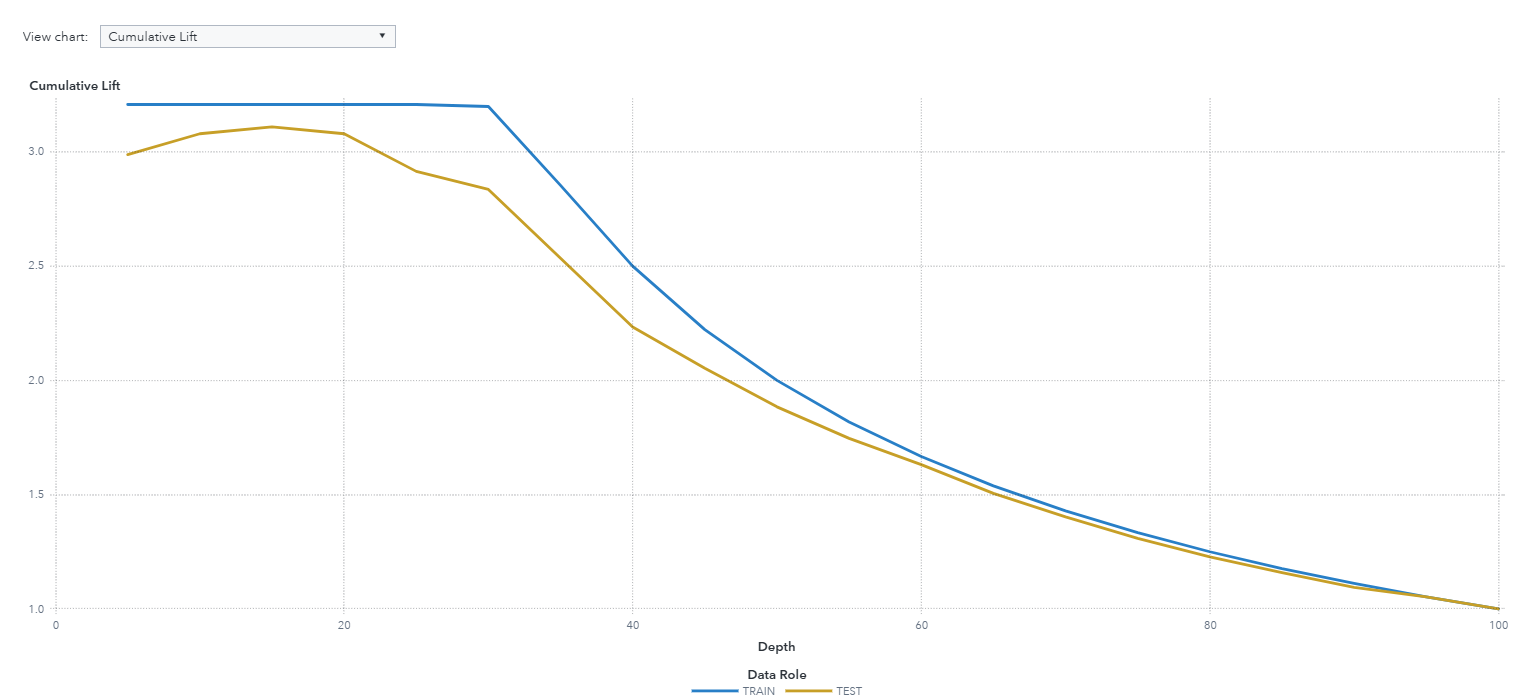 View chart: Cumulative Lift
Cumulative Lift
3.0
2.5
2.0
1.5
1.0
0 20 40 60 80 100
Depth
Data Role
TRAIN TEST